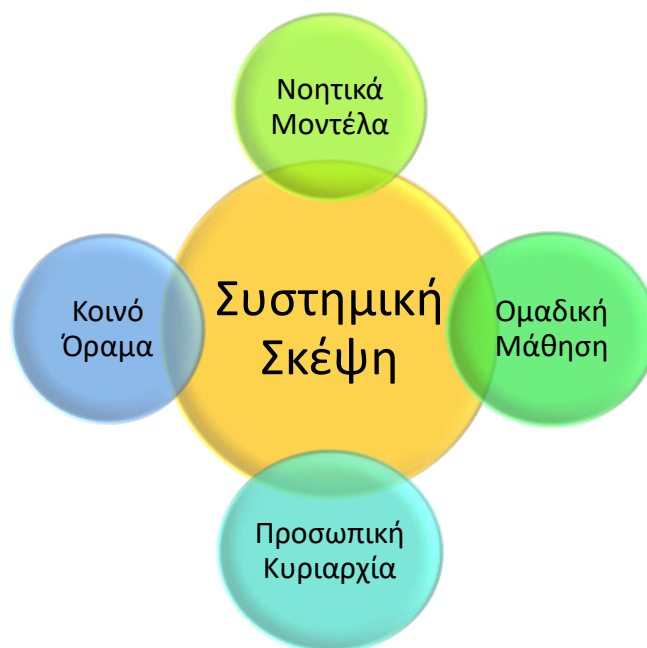 Νοητικά
Μοντέλα
Κοινό
Όραμα
Συστημική
Σκέψη
Ομαδική
Μάθηση
Προσωπική
Κυριαρχία